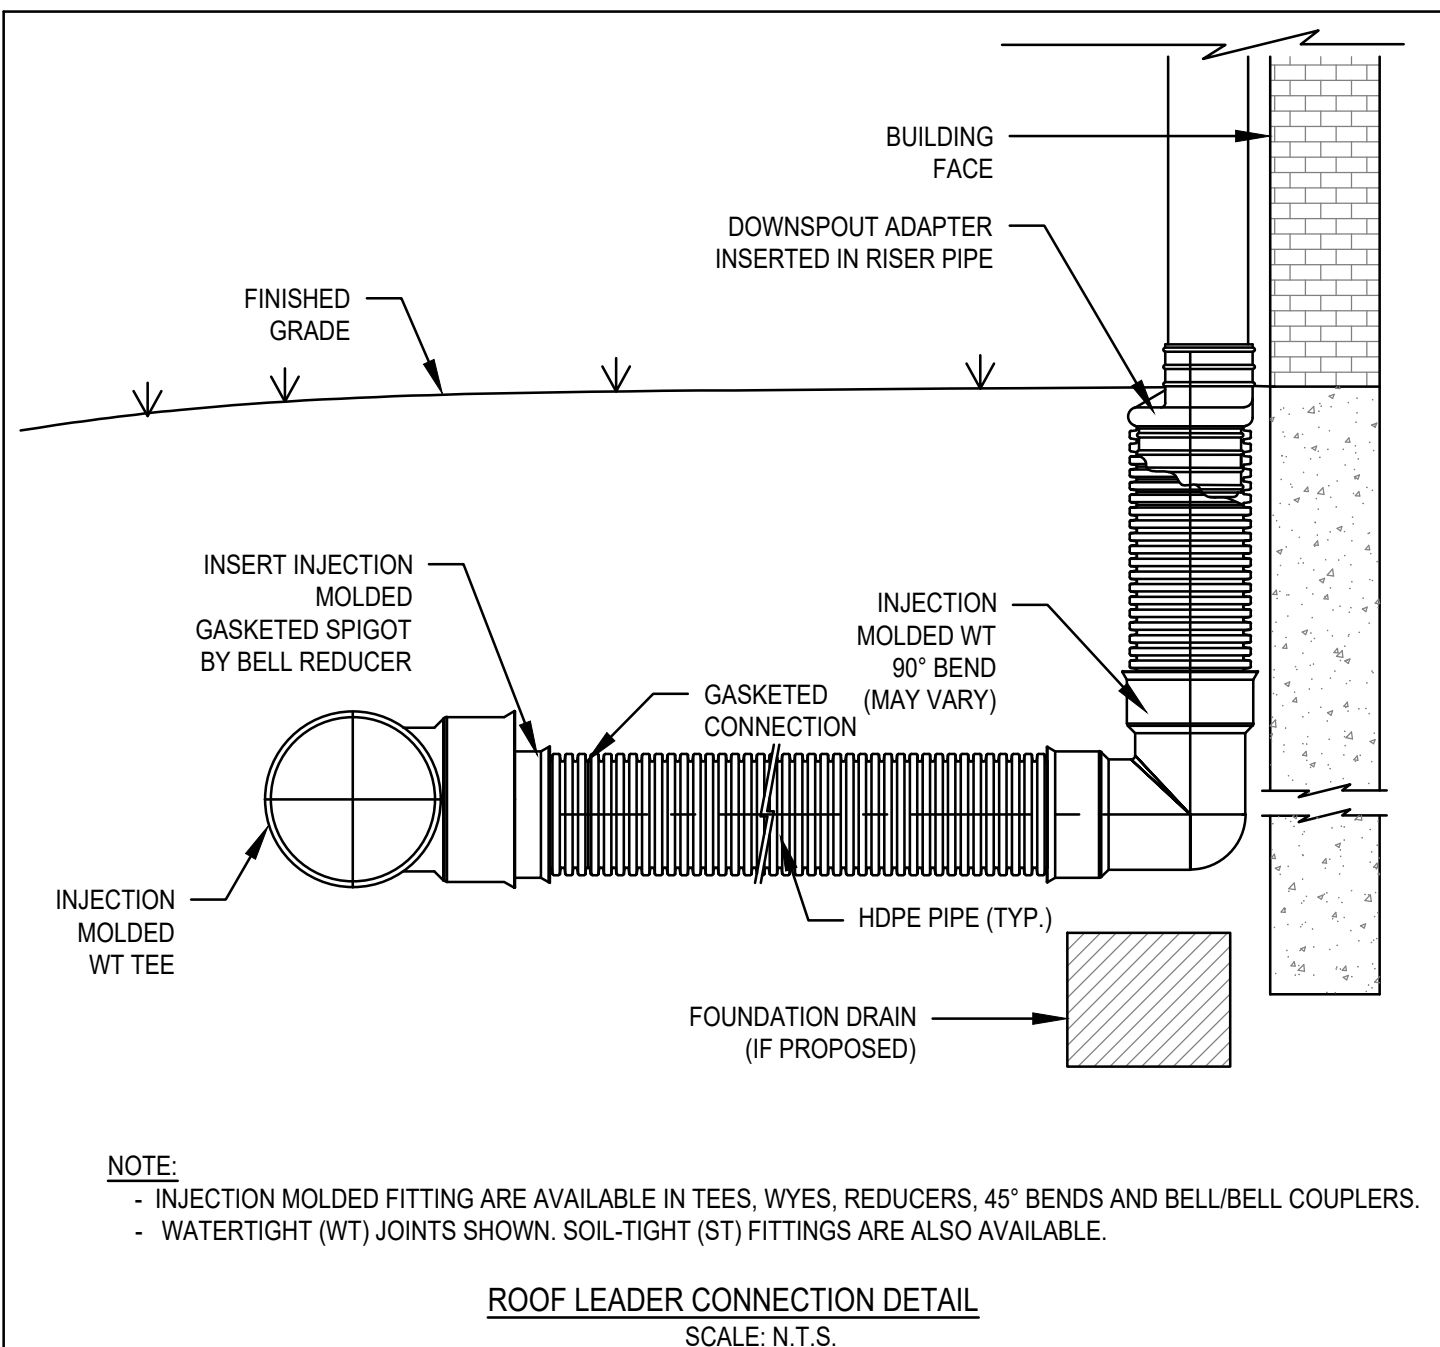 BUILDING
FACE
DOWNSPOUT ADAPTER
INSERTED IN RISER PIPE
FINISHED
GRADE
INSERT INJECTION
MOLDED
GASKETED SPIGOT
BY BELL REDUCER
INJECTION
MOLDED WT
90° BEND
(MAY VARY)
GASKETED
CONNECTION
INJECTION
MOLDED
WT TEE
HDPE PIPE (TYP.)
FOUNDATION DRAIN
(IF PROPOSED)
NOTE:
- INJECTION MOLDED FITTING ARE AVAILABLE IN TEES, WYES, REDUCERS, 45° BENDS AND BELL/BELL COUPLERS.
- WATERTIGHT (WT) JOINTS SHOWN. SOIL-TIGHT (ST) FITTINGS ARE ALSO AVAILABLE.
ROOF LEADER CONNECTION DETAIL
SCALE: N.T.S.